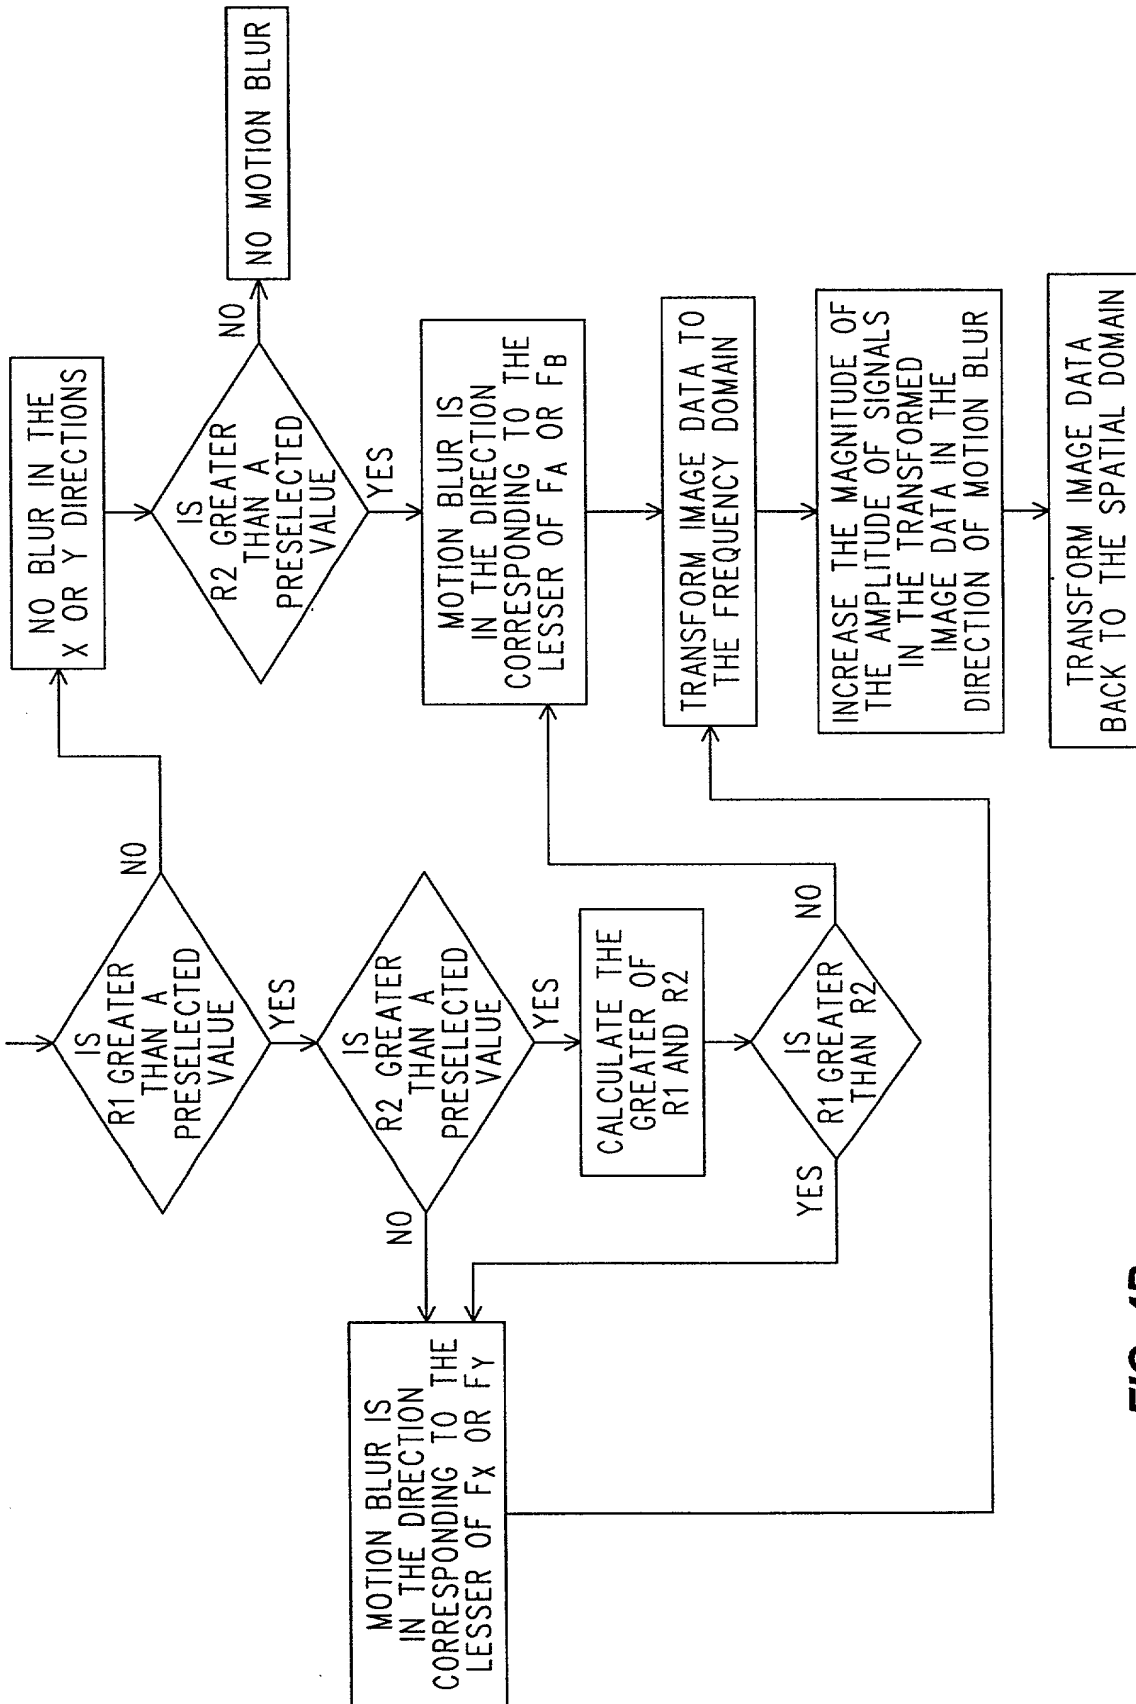 IS
R1 GREATER
THAN A
PRESELECTED
VALUE
NO
YES
NO BLUR IN THE
X OR Y DIRECTIONS
IS
R2 GREATER
THAN A
PRESELECTED
VALUE
NO
YES
IS
R2 GREATER
THAN A
PRESELECTED
VALUE
NO
YES
NO MOTION BLUR
MOTION BLUR IS
IN THE DIRECTION
CORRESPONDING TO THE
LESSER OF FX OR FY
CALCULATE THE
GREATER OF
R1 AND R2
MOTION BLUR IS
IN THE DIRECTION
CORRESPONDING TO THE
LESSER OF FA OR FB
IS
R1 GREATER
THAN R2
YES
NO
TRANSFORM IMAGE DATA TO
THE FREQUENCY DOMAIN
INCREASE THE MAGNITUDE OF
THE AMPLITUDE OF SIGNALS
IN THE TRANSFORMED
IMAGE DATA IN THE
DIRECTION OF MOTION BLUR
TRANSFORM IMAGE DATA
BACK TO THE SPATIAL DOMAIN